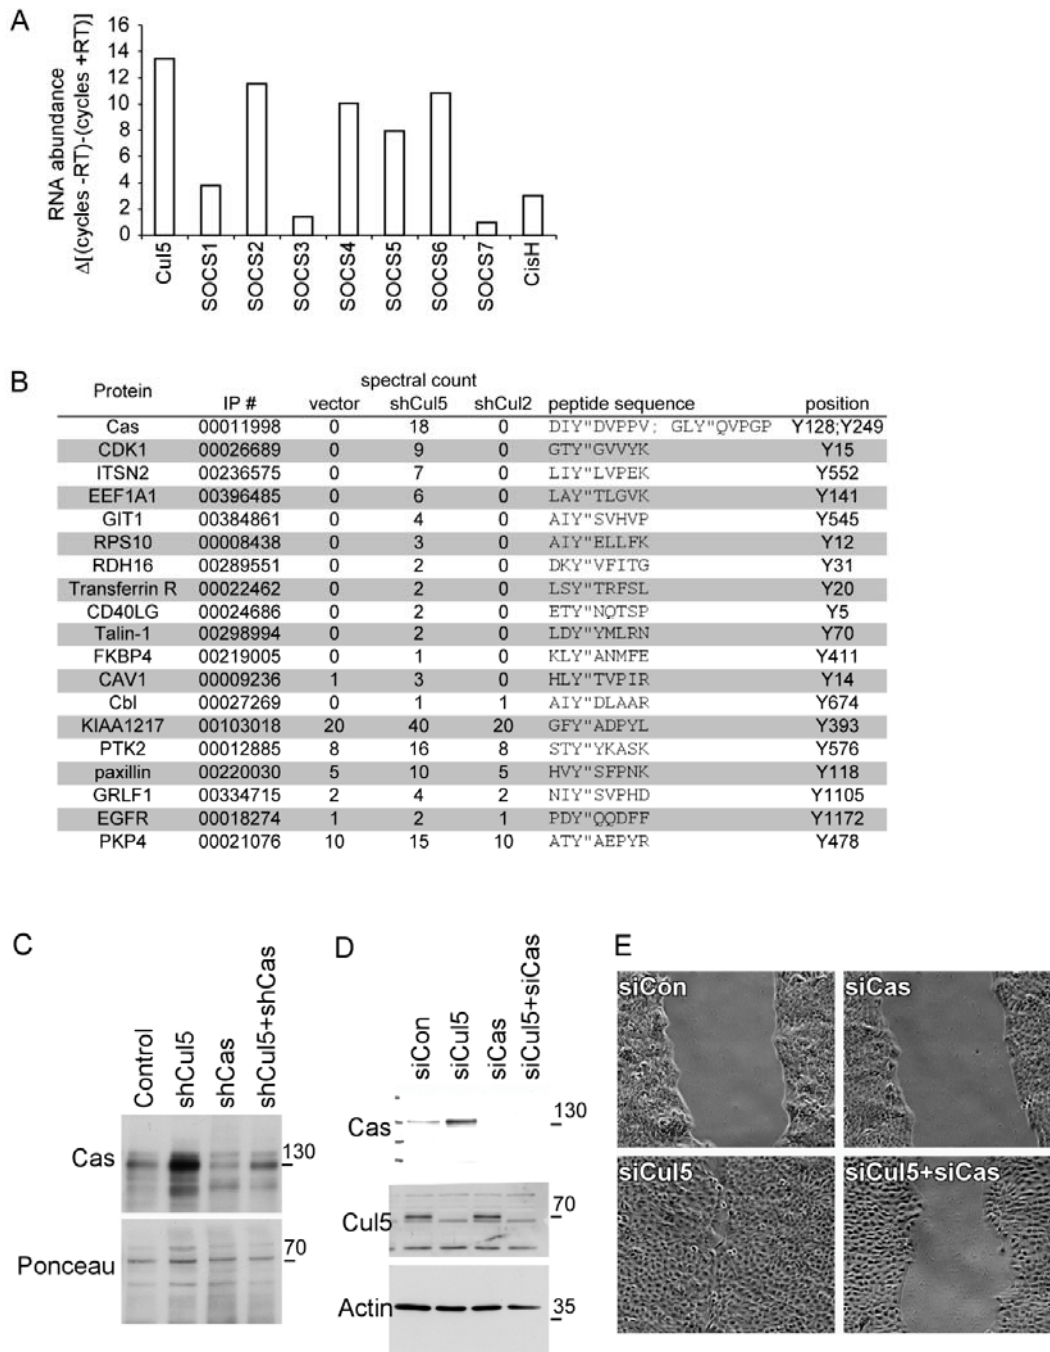 A
RNA abundance
Δ[(cycles -RT)-(cycles +RT)]
16
14
12
10
8
6
4
2
0
Cul5
SOCS1
SOCS2
SOCS3
SOCS4
SOCS5
SOCS6
SOCS7
CisH
B
spectral count
Protein IP # vector shCul5 shCul2 peptide sequence position
Cas 00011998 0 18 0 DIY"DVPPV; GLY"QVPGP Y128;Y249
CDK1 00026689 0 9 0 GTY"GVVYK Y15
ITSN2 00236575 0 7 0 LIY"LVPEK Y552
EEF1A1 00396485 0 6 0 LAY"TLGVK Y141
GIT1 00384861 0 4 0 AIY"SVHVP Y545
RPS10 00008438 0 3 0 AIY"ELLFK Y12
RDH16 00289551 0 2 0 DKY"VFITG Y31
Transferrin R 00022462 0 2 0 LSY"TRFSL Y20
CD40LG 00024686 0 2 0 ETY"NQTSP Y5
Talin-1 00298994 0 2 0 LDY"YMLRN Y70
FKBP4 00219005 0 1 0 KLY"ANMFE Y411
CAV1 00009236 1 3 0 HLY"TVPIR Y14
Cbl 00027269 0 1 1 AIY"DLAAR Y674
KIAA1217 00103018 20 40 20 GFY"ADPYL Y393
PTK2 00012885 8 16 8 STY"YKASK Y576
paxillin 00220030 5 10 5 HVY"SFPNK Y118
GRLF1 00334715 2 4 2 NIY"SVPHD Y1105
EGFR 00018274 1 2 1 PDY"QQDFF Y1172
PKP4 00021076 10 15 10 ATY"AEPYR Y478
C
Control
shCul5
shCas
shCul5+shCas
Cas
130
Ponceau
70
D
siCon
siCul5
siCas
siCul5+siCas
Cas
130
Cul5
70
Actin
35
E
siCon
siCas
siCul5
siCul5+siCas